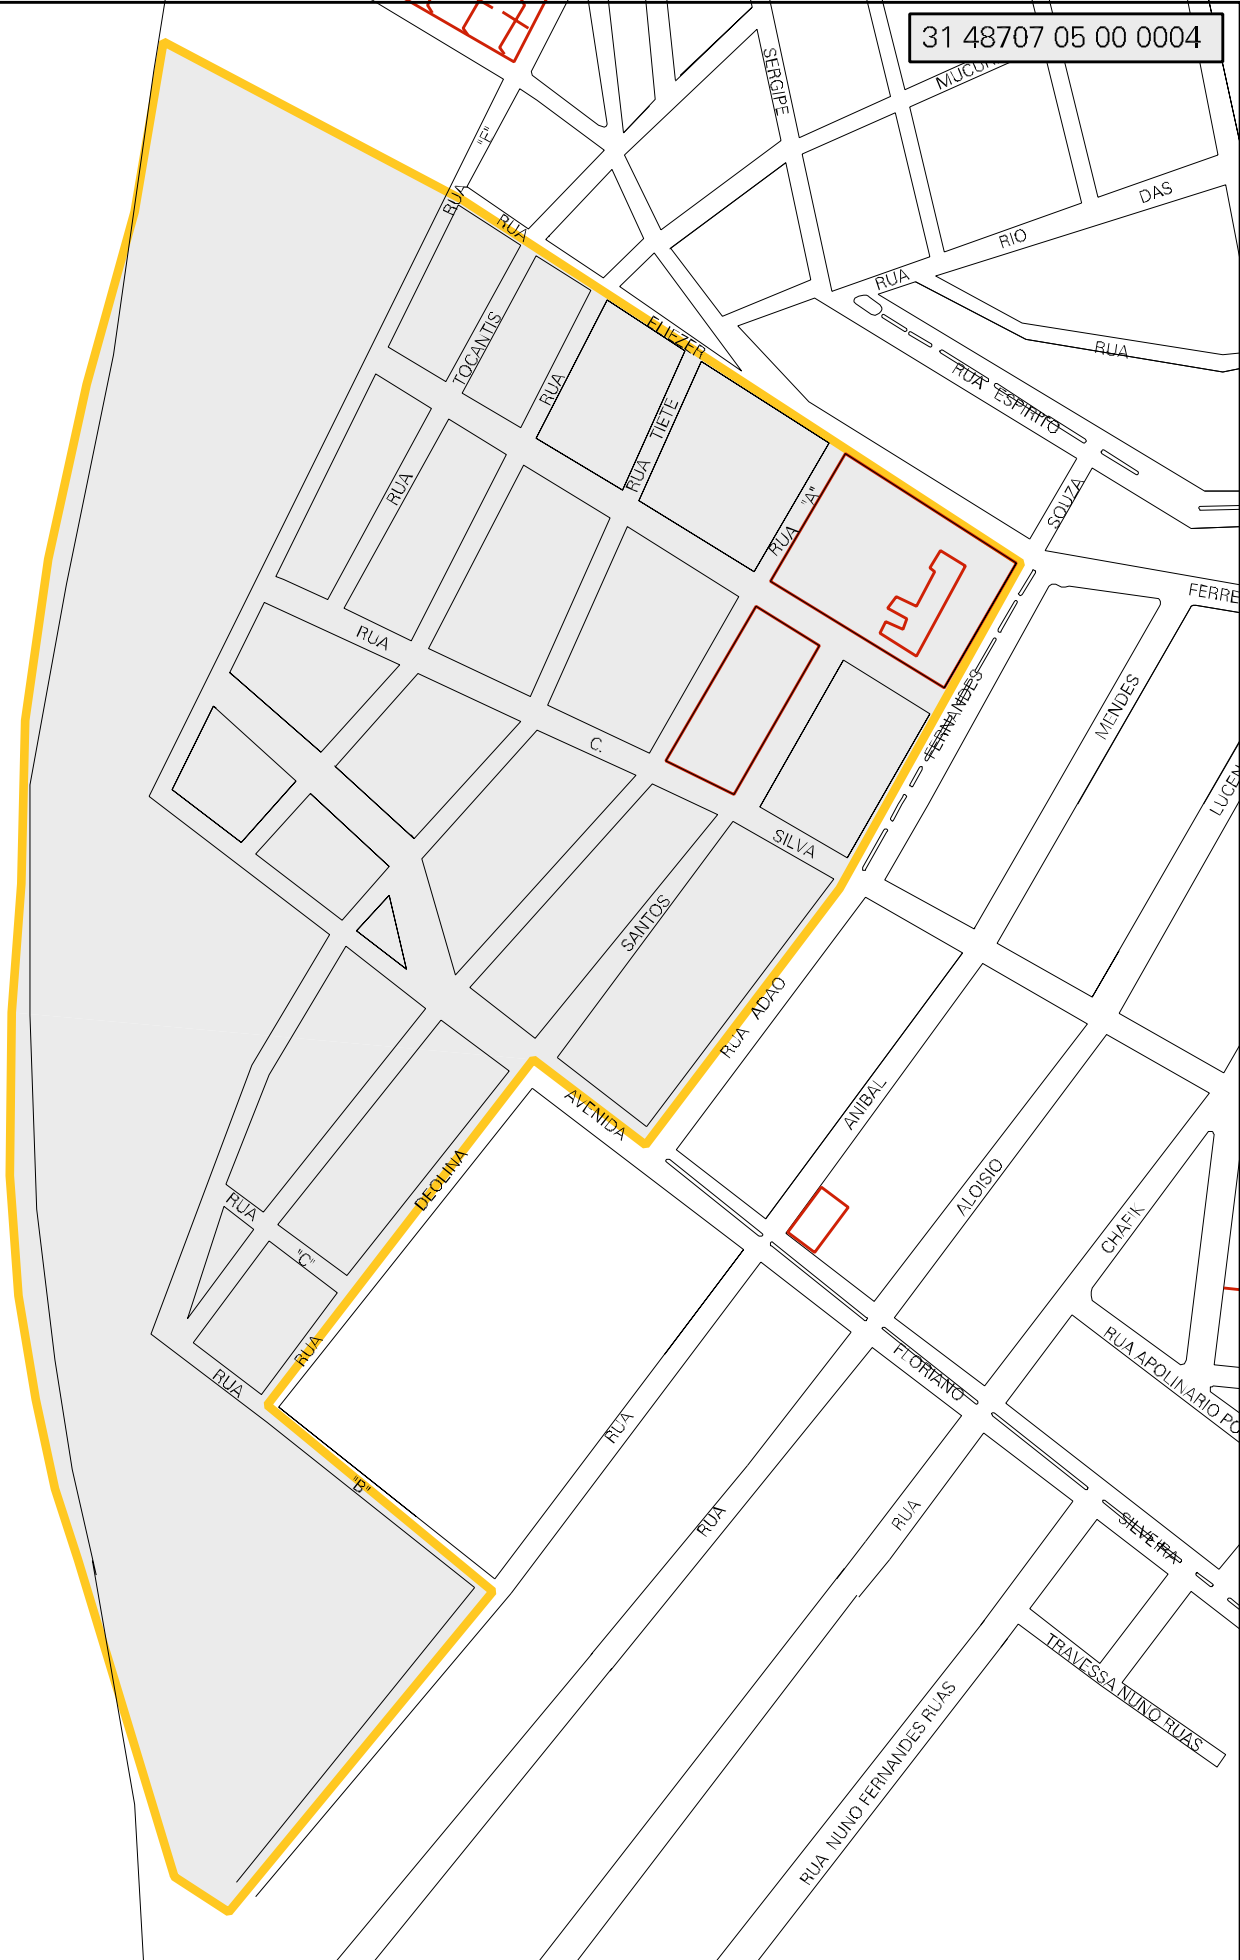 31 48707 05 00 0004
SERGIPE
"F"
RUA
RUA
DAS
RIO
RUA
ELIEZER
RUA
TOCANTIS
RUA
TIETE
RUA
RUA
ESPIRITO
RUA
RUA
"A"
SOUZA
FERRE
RUA
C.
SILVA
FERNANDES
MENDES
LUCEN
SANTOS
RUA
ADAO
AVENIDA
ANIBAL
ALOISIO
CHAFIK
DEOLINA
RUA
"C"
RUA
RUA
"B"
FLORIANO
RUA APOLINARIO PO
RUA
RUA
RUA
SILVEIRA
TRAVESSA NUNO RUAS
RUA NUNO FERNANDES RUAS